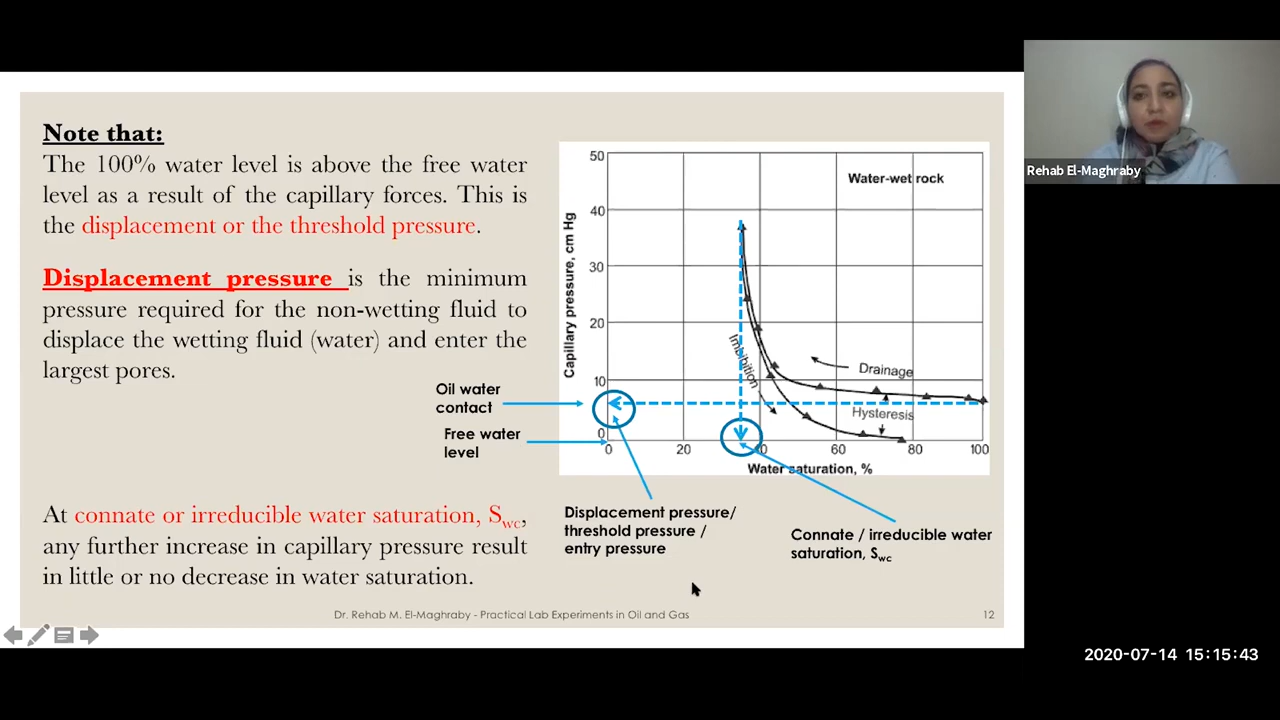 Note that:
The 100% water level is above the free water
level as a result of the capillary forces. This is
the displacement or the threshold pressure.
Displacement pressure is the minimum
pressure required for the non-wetting fluid to
displace the wetting fluid (water) and enter the
largest pores.
Oil water
contact
Free water
level
At connate or irreducible water saturation, Swc,
any further increase in capillary pressure result
in little or no decrease in water saturation.
Capillary pressure, cm Hg
50
40
30
20
10
0
Water-wet rock
Imbibition
Drainage
Hysteresis
0 20 40 60 80 100
Water saturation, %
Displacement pressure/
threshold pressure /
entry pressure
Connate / irreducible water
saturation, Swc
Dr. Rehab M. El-Maghraby - Practical Lab Experiments in Oil and Gas
12
Rehab El-Maghraby
2020-07-14 15:15:43